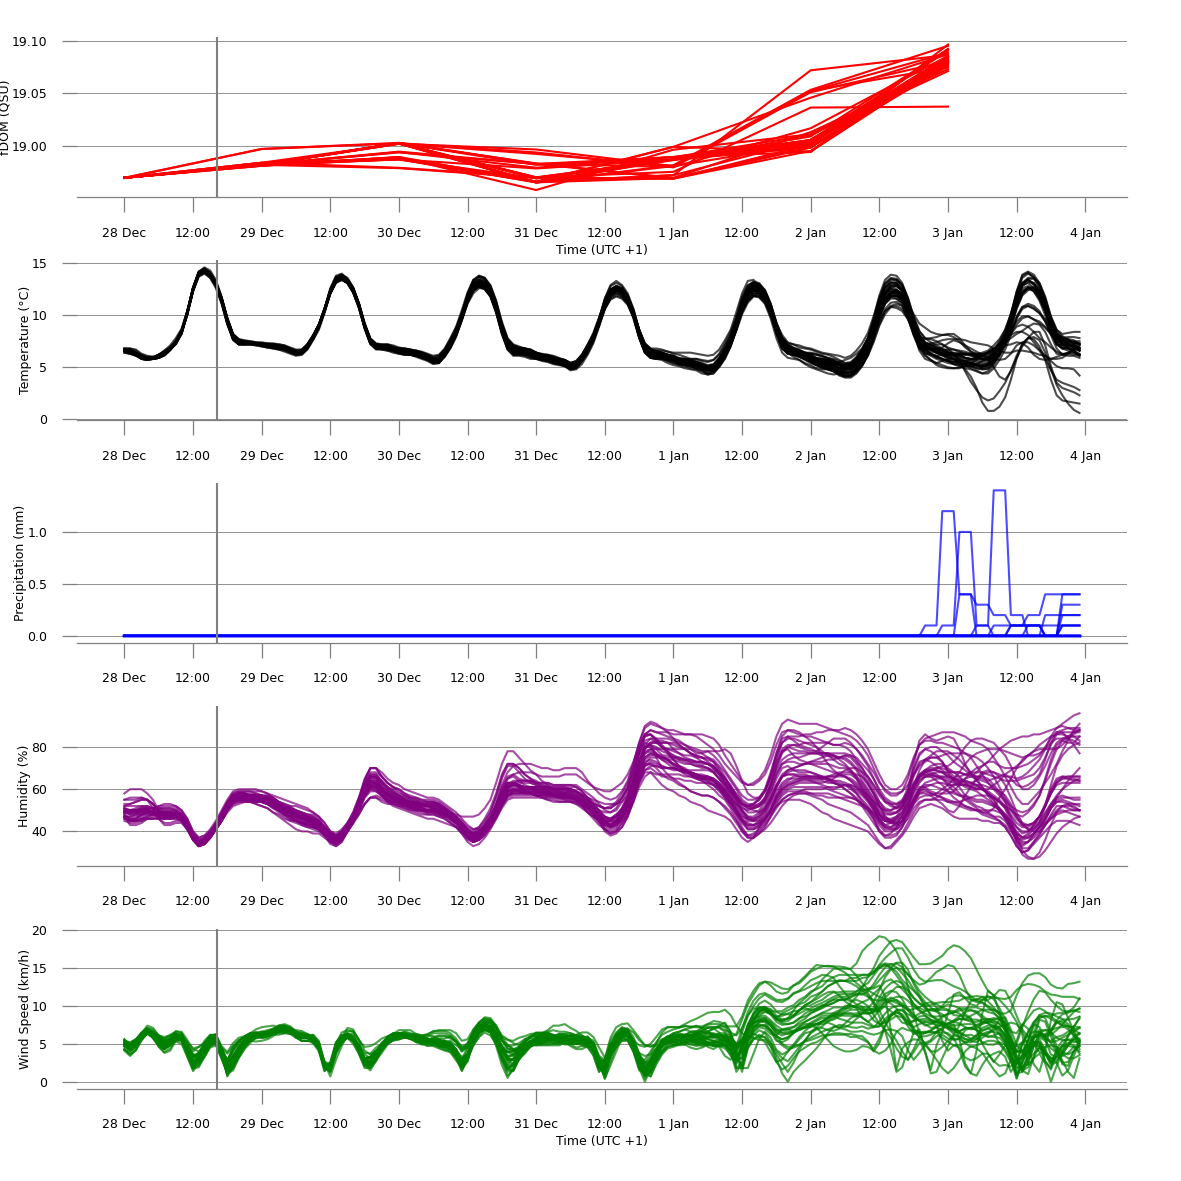 19.10
19.05
19.00
fDOM (QSU)
28 Dec 12:00 29 Dec 12:00 30 Dec 12:00 31 Dec 12:00 1 Jan 12:00 2 Jan 12:00 3 Jan 12:00 4 Jan
Time (UTC +1)
15
10
5
0
Temperature (°C)
28 Dec 12:00 29 Dec 12:00 30 Dec 12:00 31 Dec 12:00 1 Jan 12:00 2 Jan 12:00 3 Jan 12:00 4 Jan
1.0
0.5
0.0
Precipitation (mm)
28 Dec 12:00 29 Dec 12:00 30 Dec 12:00 31 Dec 12:00 1 Jan 12:00 2 Jan 12:00 3 Jan 12:00 4 Jan
80
60
40
Humidity (%)
28 Dec 12:00 29 Dec 12:00 30 Dec 12:00 31 Dec 12:00 1 Jan 12:00 2 Jan 12:00 3 Jan 12:00 4 Jan
20
15
10
5
0
Wind Speed (km/h)
28 Dec 12:00 29 Dec 12:00 30 Dec 12:00 31 Dec 12:00 1 Jan 12:00 2 Jan 12:00 3 Jan 12:00 4 Jan
Time (UTC +1)